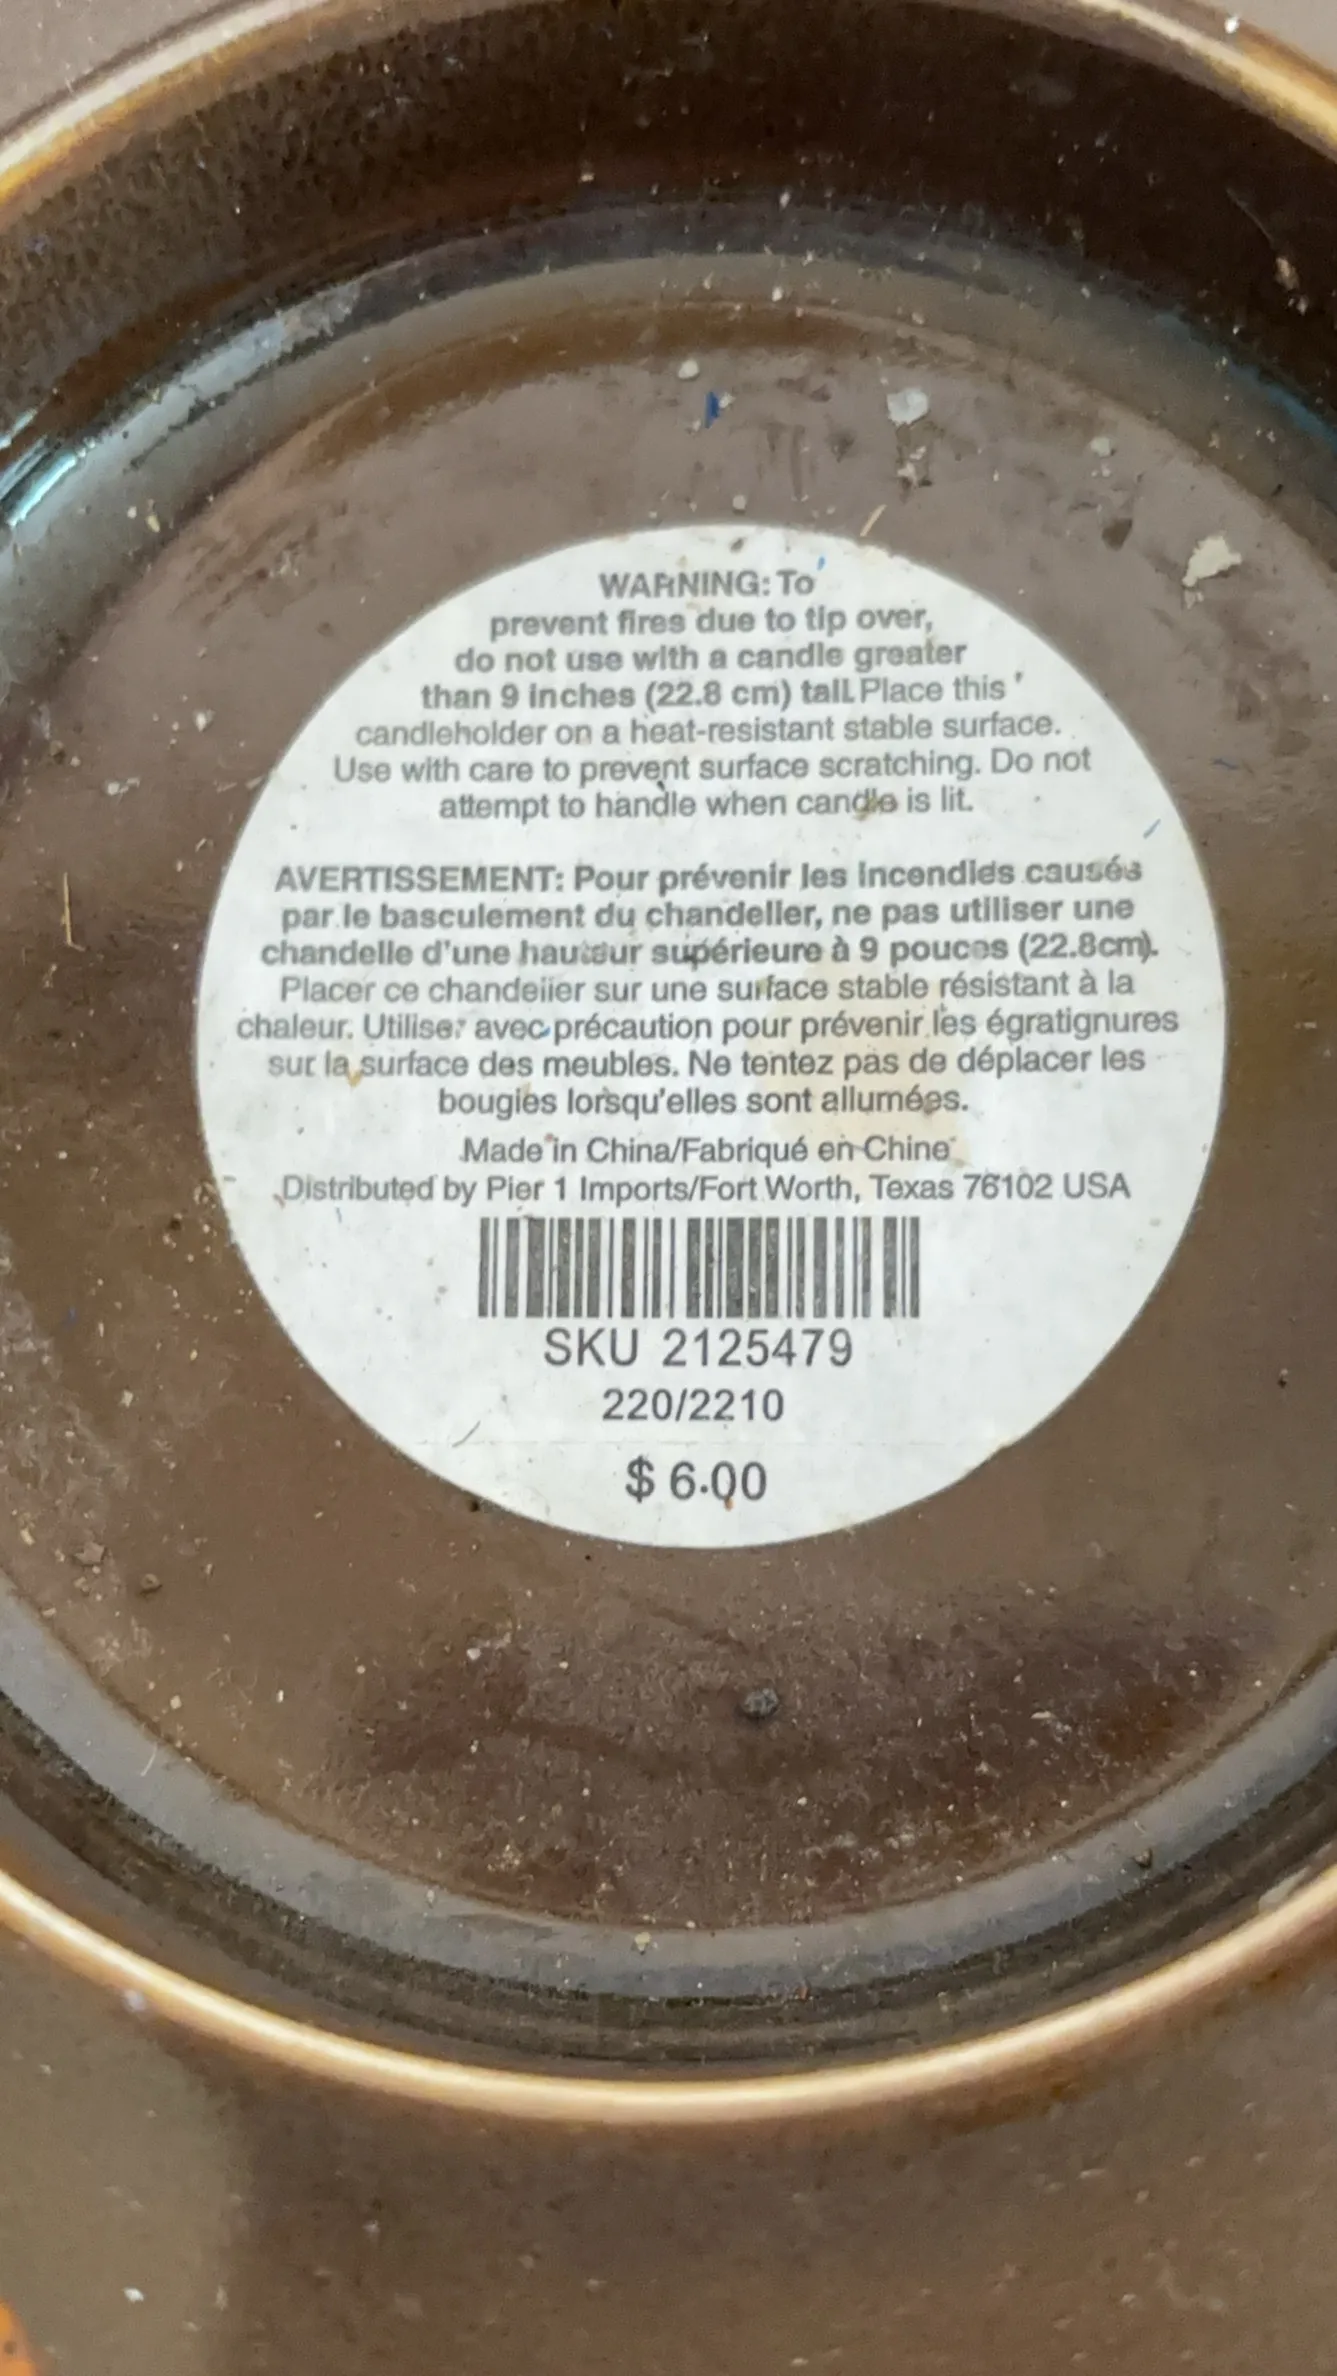 WARNING: To
prevent fires due to tip over,
do not use with a candle greater
than 9 inches (22.8 cm) tall. Place this
candleholder on a heat-resistant stable surface.
Use with care to prevent surface scratching. Do not
attempt to handle when candle is lit.
AVERTISSEMENT: Pour prévenir les incendies causés
par le basculement du chandelier, ne pas utiliser une
chandelle d'une hauteur supérieure à 9 pouces (22.8cm).
Placer ce chandelier sur une surface stable résistant à la
chaleur. Utiliser avec précaution pour prévenir les égratignures
sur la surface des meubles. Ne tentez pas de déplacer les
bougies lorsqu'elles sont allumées.
Made in China/Fabriqué en Chine
Distributed by Pier 1 Imports/Fort Worth, Texas 76102 USA
SKU 2125479
220/2210
$ 6.00